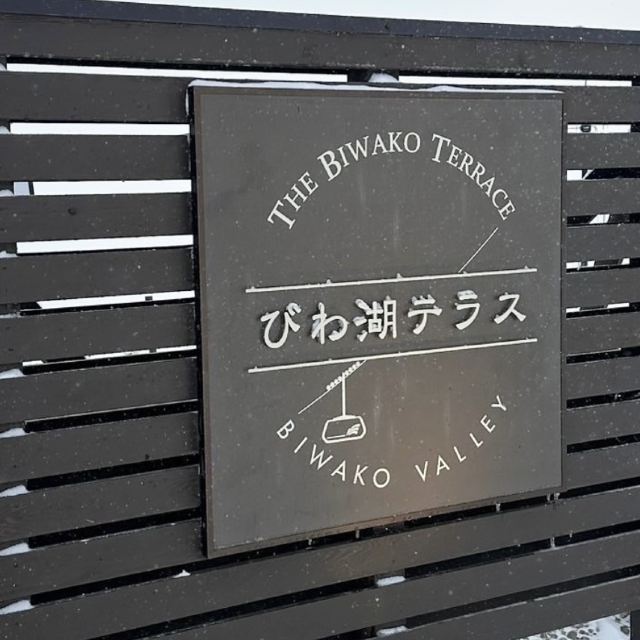 THE BIWAKO TERRACE
びわ湖テラス
BIWAKO VALLEY